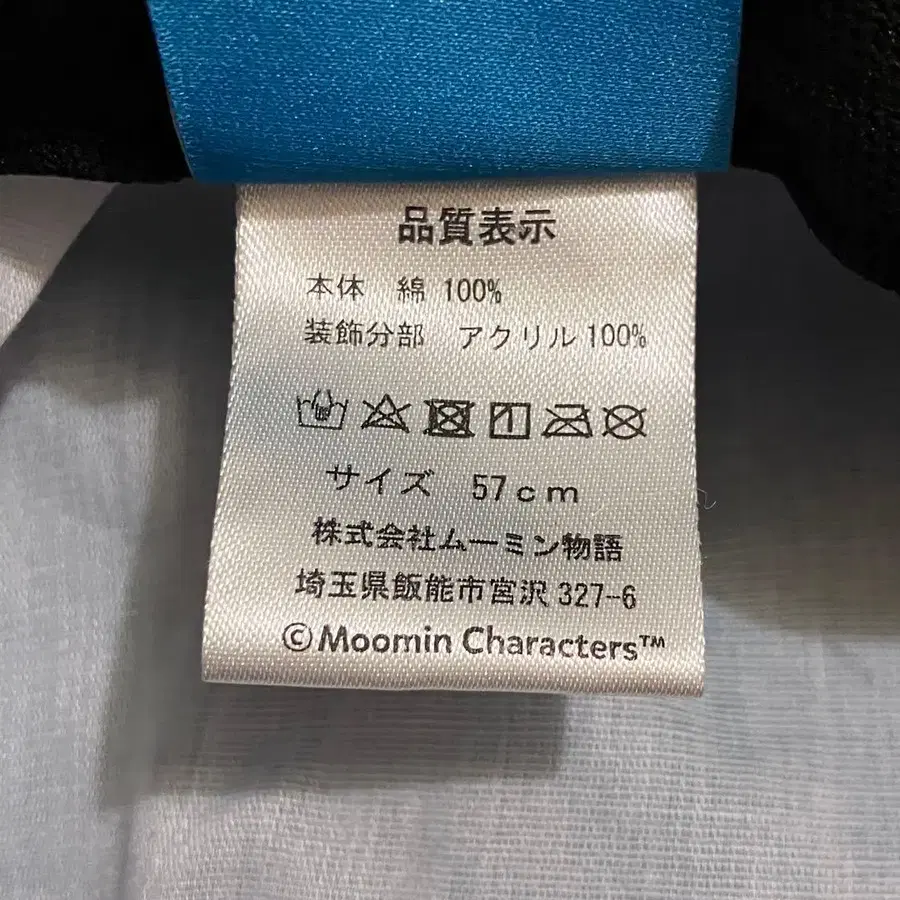 品質表示
本体 綿 100%
装飾分部 アクリル 100%
サイズ 57cm
株式会社ムーミン物語
埼玉県飯能市宮沢 327-6
©Moomin Characters™